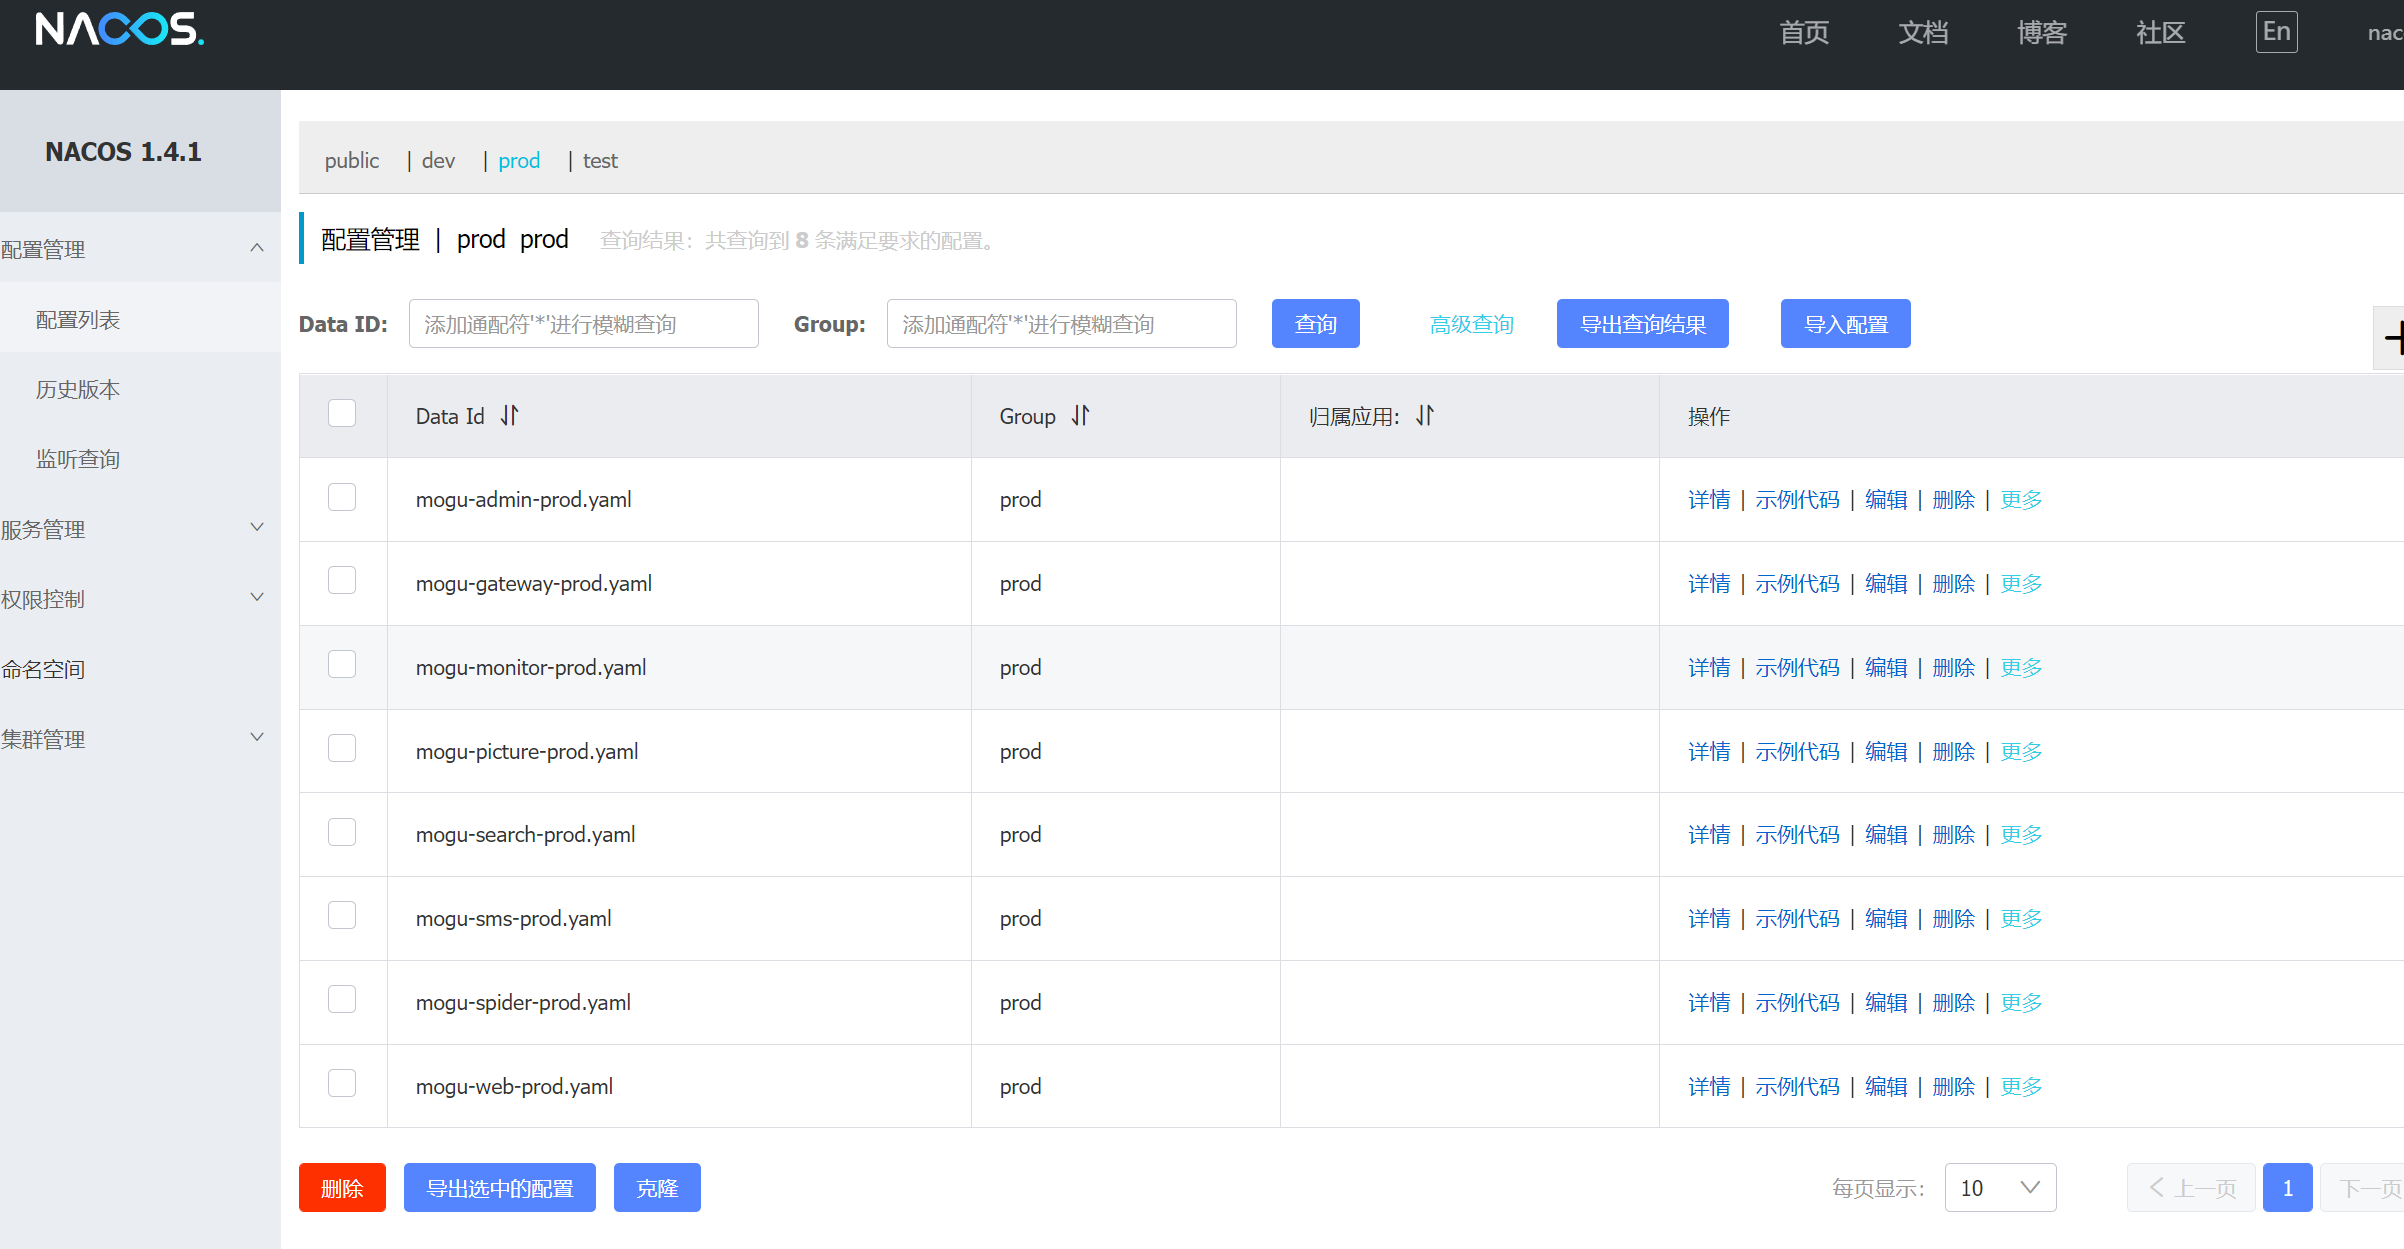 NACOS.
首页 文档 博客 社区 En nac
NACOS 1.4.1
配置管理
配置列表
历史版本
监听查询
服务管理
权限控制
命名空间
集群管理
public | dev | prod | test
配置管理 | prod prod 查询结果：共查询到 8 条满足要求的配置。
Data ID: 添加通配符'*'进行模糊查询 Group: 添加通配符'*'进行模糊查询 查询 高级查询 导出查询结果 导入配置
Data Id Group 归属应用: 操作
mogu-admin-prod.yaml prod 详情 | 示例代码 | 编辑 | 删除 | 更多
mogu-gateway-prod.yaml prod 详情 | 示例代码 | 编辑 | 删除 | 更多
mogu-monitor-prod.yaml prod 详情 | 示例代码 | 编辑 | 删除 | 更多
mogu-picture-prod.yaml prod 详情 | 示例代码 | 编辑 | 删除 | 更多
mogu-search-prod.yaml prod 详情 | 示例代码 | 编辑 | 删除 | 更多
mogu-sms-prod.yaml prod 详情 | 示例代码 | 编辑 | 删除 | 更多
mogu-spider-prod.yaml prod 详情 | 示例代码 | 编辑 | 删除 | 更多
mogu-web-prod.yaml prod 详情 | 示例代码 | 编辑 | 删除 | 更多
删除 导出选中的配置 克隆 每页显示: 10 上一页 1 下一页